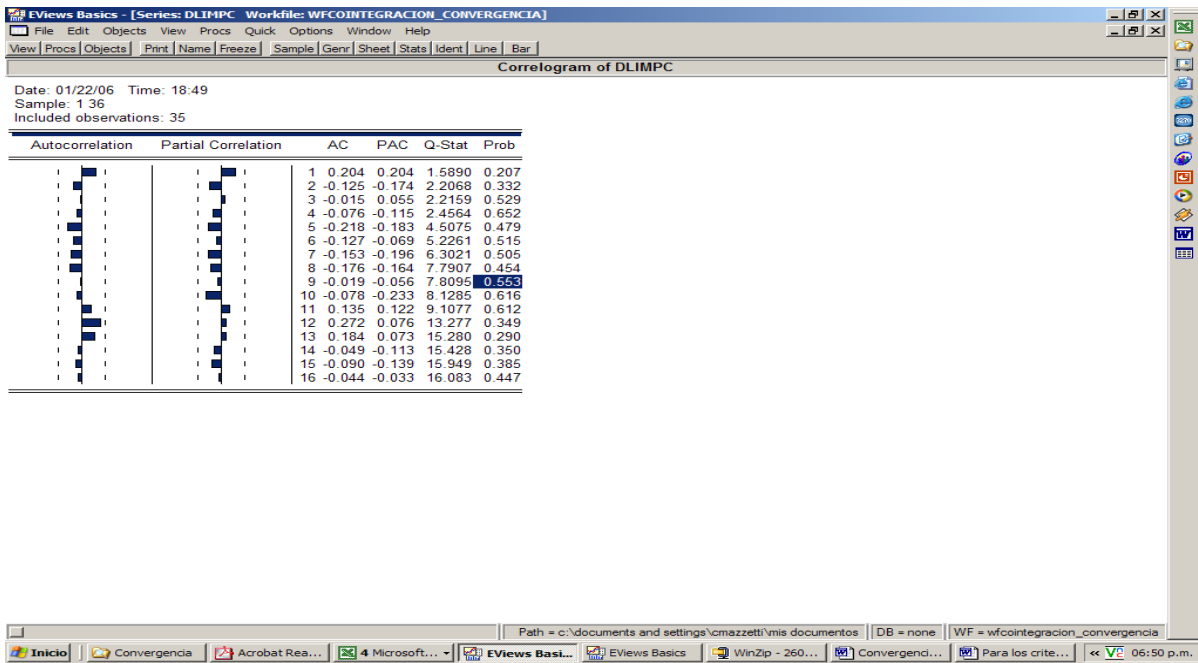 EViews Basics - [Series: DLIMPC Workfile: WFCOINTEGRACION_CONVERGENCIA]
File Edit Objects View Procs Quick Options Window Help
View Procs Objects Print Name Freeze Sample Genr Sheet Stats Ident Line Bar
Correlogram of DLIMPC
Date: 01/22/06 Time: 18:49
Sample: 1 36
Included observations: 35
Autocorrelation Partial Correlation AC PAC Q-Stat Prob
1 0.204 0.204 1.5890 0.207
2 -0.125 -0.174 2.2068 0.332
3 -0.015 0.055 2.2159 0.529
4 -0.076 -0.115 2.4564 0.652
5 -0.218 -0.183 4.5075 0.479
6 -0.127 -0.069 5.2261 0.515
7 -0.153 -0.196 6.3021 0.505
8 -0.176 -0.164 7.7907 0.454
9 -0.019 -0.056 7.8095 0.553
10 -0.078 -0.233 8.1285 0.616
11 0.135 0.122 9.1077 0.612
12 0.272 0.076 13.277 0.349
13 0.184 0.073 15.280 0.290
14 -0.049 -0.113 15.428 0.350
15 -0.090 -0.139 15.949 0.385
16 -0.044 -0.033 16.083 0.447
Path = c:\documents and settings\cmazzetti\mis documentos DB = none WF = wfcointegracion_convergencia
Inicio Convergencia Acrobat Rea... 4 Microsoft... EViews Basi... EViews Basics WinZip - 260... Convergenci... Para los crite... « 06:50 p.m.